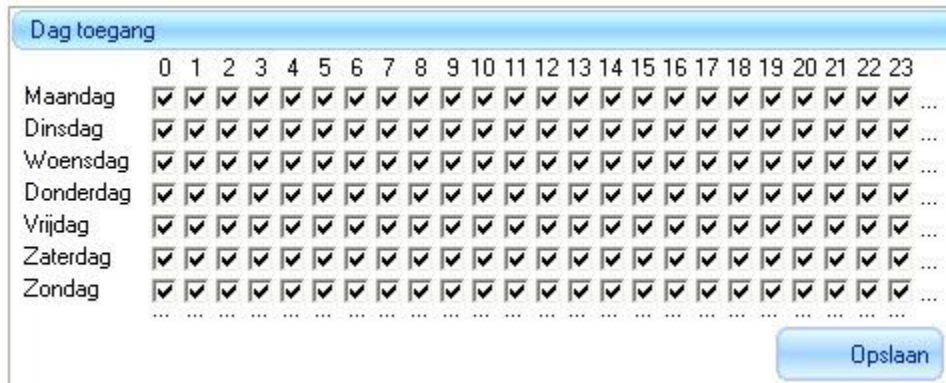 Dag toegang
0 1 2 3 4 5 6 7 8 9 10 11 12 13 14 15 16 17 18 19 20 21 22 23
Maandag ...
Dinsdag ...
Woensdag ...
Donderdag ...
Vrijdag ...
Zaterdag ...
Zondag ...
... ... ... ... ... ... ... ... ... ... ... ... ... ... ... ... ... ... ... ... ... ... ... ...
Opslaan